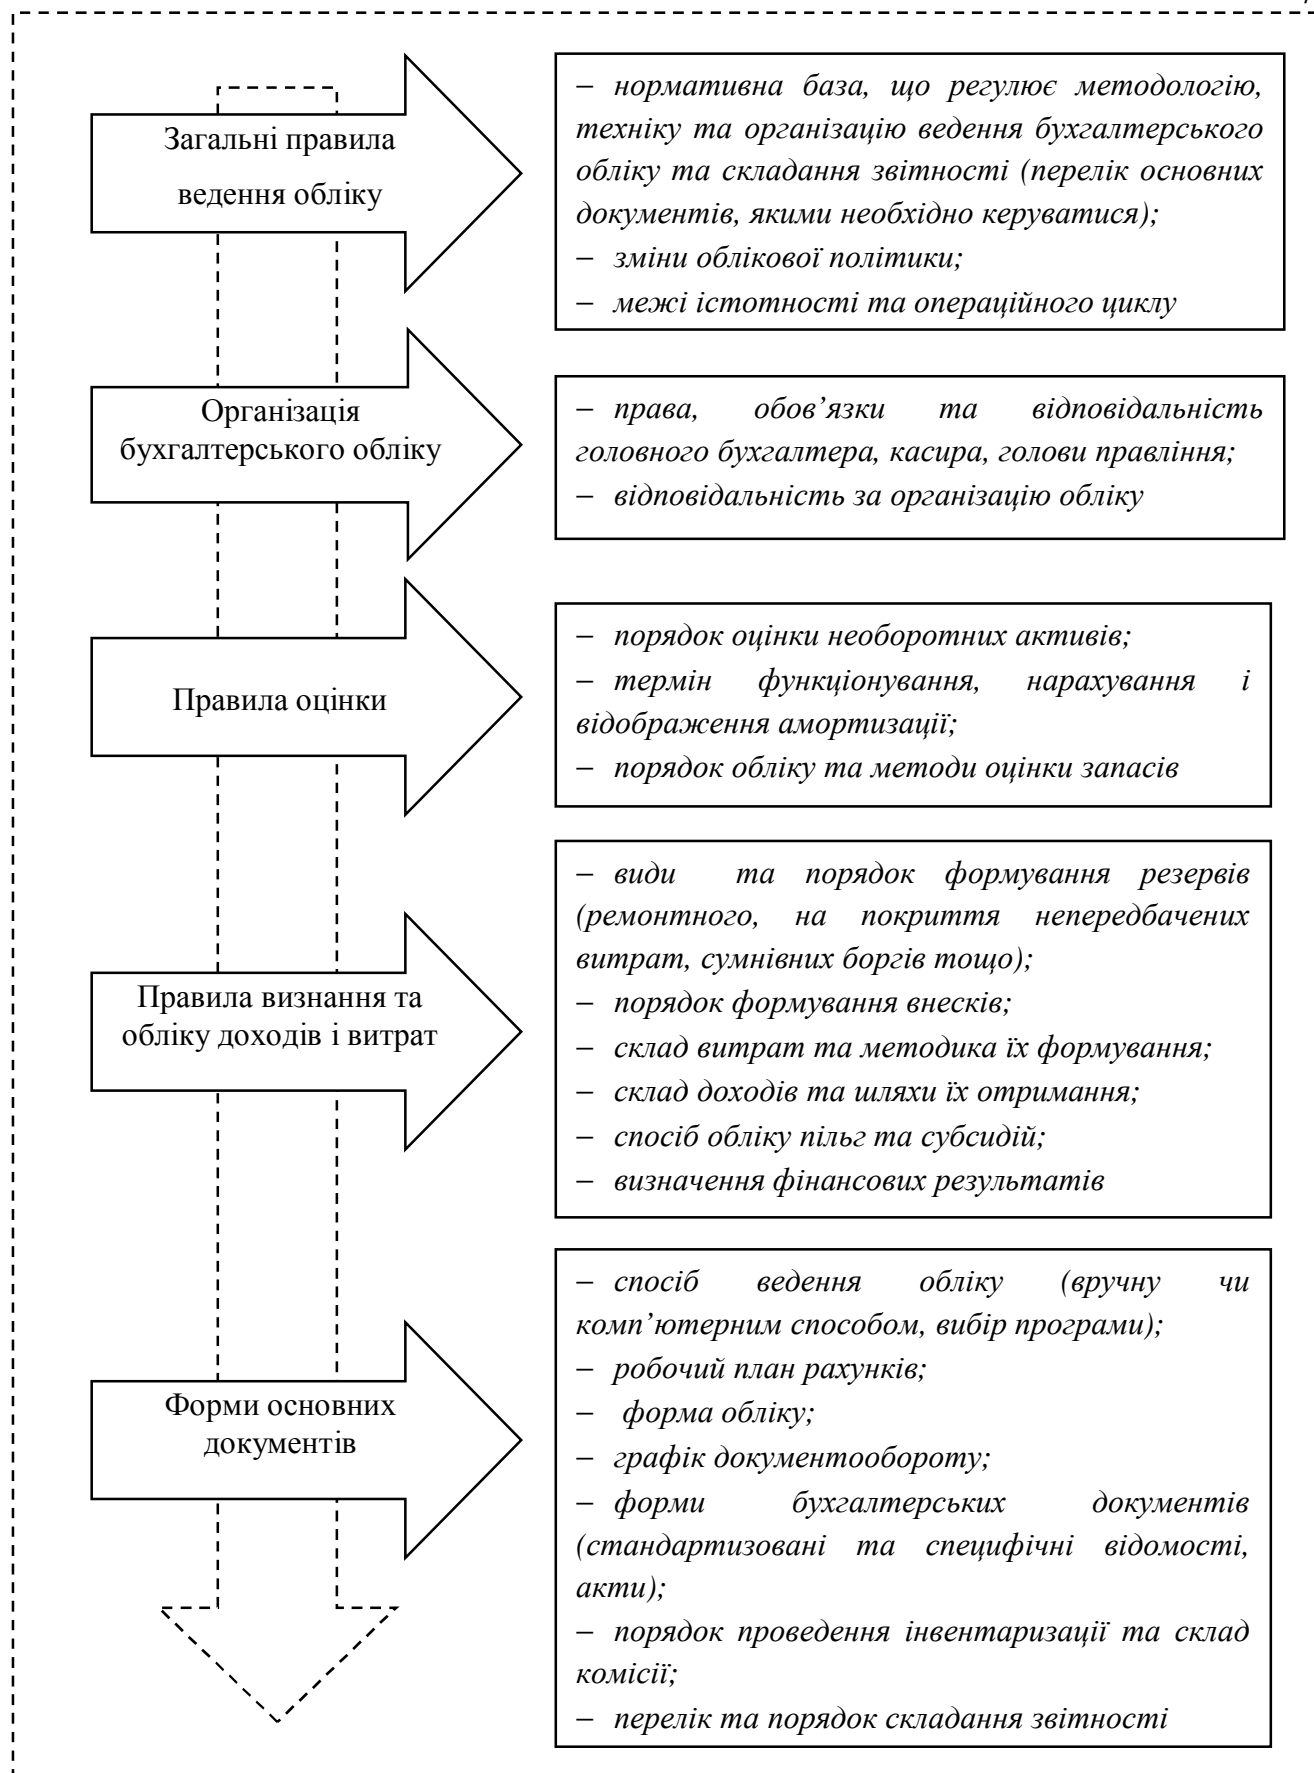 Загальні правила
ведення обліку
– нормативна база, що регулює методологію,
техніку та організацію ведення бухгалтерського
обліку та складання звітності (перелік основних
документів, якими необхідно керуватися);
– зміни облікової політики;
– межі істотності та операційного циклу
Організація
бухгалтерського обліку
– права, обов’язки та відповідальність
головного бухгалтера, касира, голови правління;
– відповідальність за організацію обліку
Правила оцінки
– порядок оцінки необоротних активів;
– термін функціонування, нарахування і
відображення амортизації;
– порядок обліку та методи оцінки запасів
Правила визнання та
обліку доходів і витрат
– види та порядок формування резервів
(ремонтного, на покриття непередбачених
витрат, сумнівних боргів тощо);
– порядок формування внесків;
– склад витрат та методика їх формування;
– склад доходів та шляхи їх отримання;
– спосіб обліку пільг та субсидій;
– визначення фінансових результатів
Форми основних
документів
– спосіб ведення обліку (вручну чи
комп’ютерним способом, вибір програми);
– робочий план рахунків;
– форма обліку;
– графік документообороту;
– форми бухгалтерських документів
(стандартизовані та специфічні відомості,
акти);
– порядок проведення інвентаризації та склад
комісії;
– перелік та порядок складання звітності